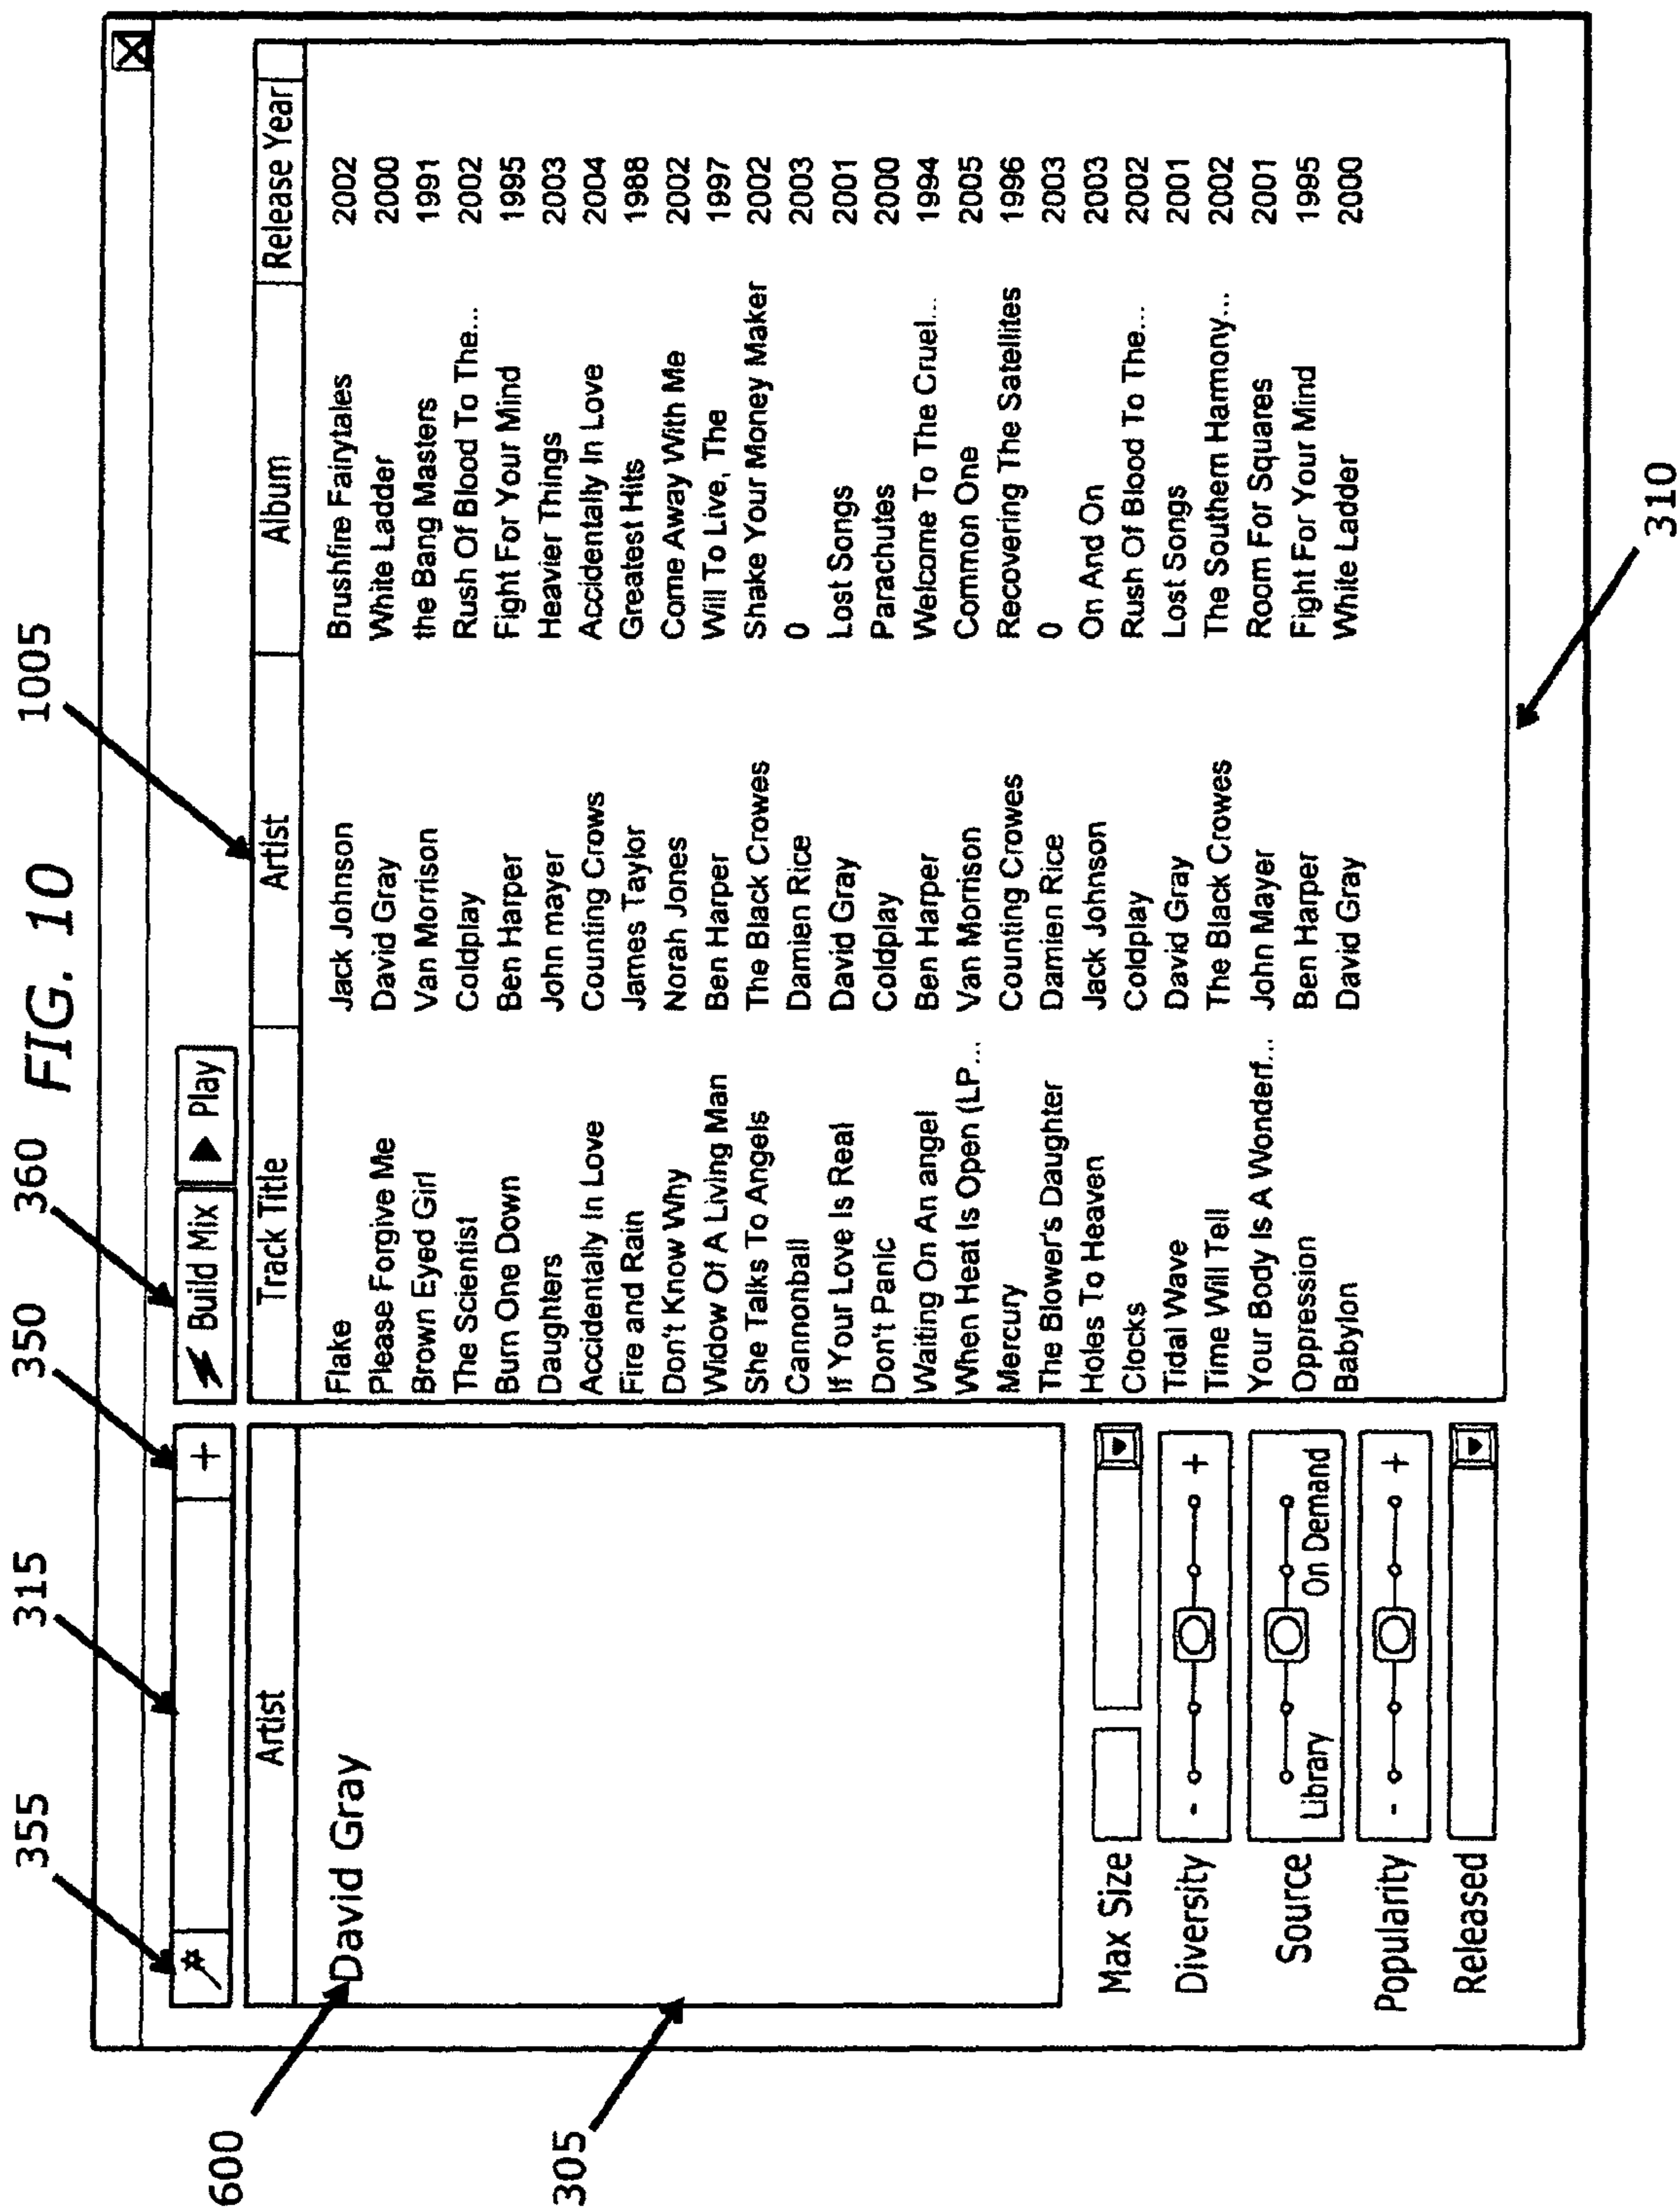 FIG. 10
355
315
350
360
1005
+
Build Mix
Play
Artist
David Gray
600
305
Max Size
Diversity
- +
Source
Library On Demand
Popularity
- +
Released
Track Title Artist Album Release Year
Flake Jack Johnson Brushfire Fairytales 2002
Please Forgive Me David Gray White Ladder 2000
Brown Eyed Girl Van Morrison the Bang Masters 1991
The Scientist Coldplay Rush Of Blood To The... 2002
Burn One Down Ben Harper Fight For Your Mind 1995
Daughters John mayer Heavier Things 2003
Accidentally In Love Counting Crows Accidentally In Love 2004
Fire and Rain James Taylor Greatest Hits 1988
Don't Know Why Norah Jones Come Away With Me 2002
Widow Of A Living Man Ben Harper Will To Live, The 1997
She Talks To Angels The Black Crowes Shake Your Money Maker 2002
Cannonball Damien Rice 0 2003
If Your Love Is Real David Gray Lost Songs 2001
Don't Panic Coldplay Parachutes 2000
Waiting On An angel Ben Harper Welcome To The Cruel... 1994
When Heat Is Open (LP... Van Morrison Common One 2005
Mercury Counting Crowes Recovering The Satellites 1996
The Blower's Daughter Damien Rice 0 2003
Holes To Heaven Jack Johnson On And On 2003
Clocks Coldplay Rush Of Blood To The... 2002
Tidal Wave David Gray Lost Songs 2001
Time Will Tell The Black Crowes The Southern Harmony... 2002
Your Body Is A Wonderf... John Mayer Room For Squares 2001
Oppression Ben Harper Fight For Your Mind 1995
Babylon David Gray White Ladder 2000
310